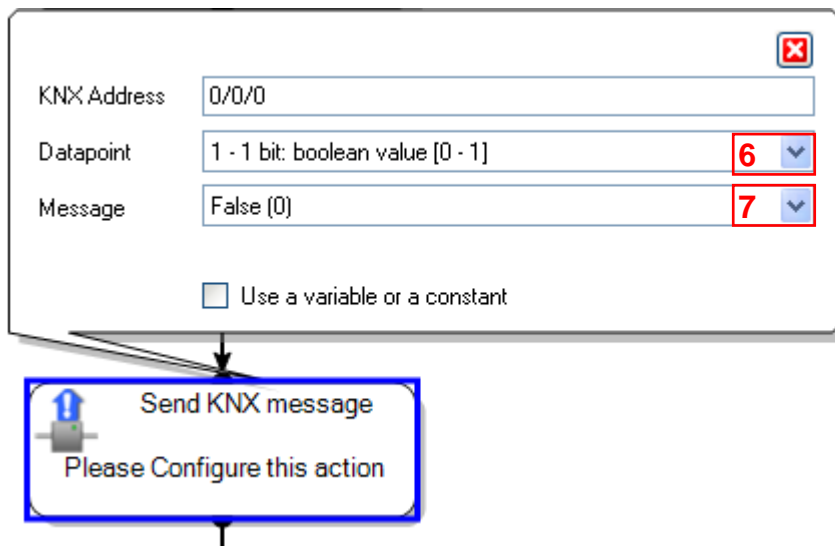 KNX Address 0/0/0
Datapoint 1 - 1 bit: boolean value [0 - 1] 6
Message False (0) 7
Use a variable or a constant
Send KNX message
Please Configure this action